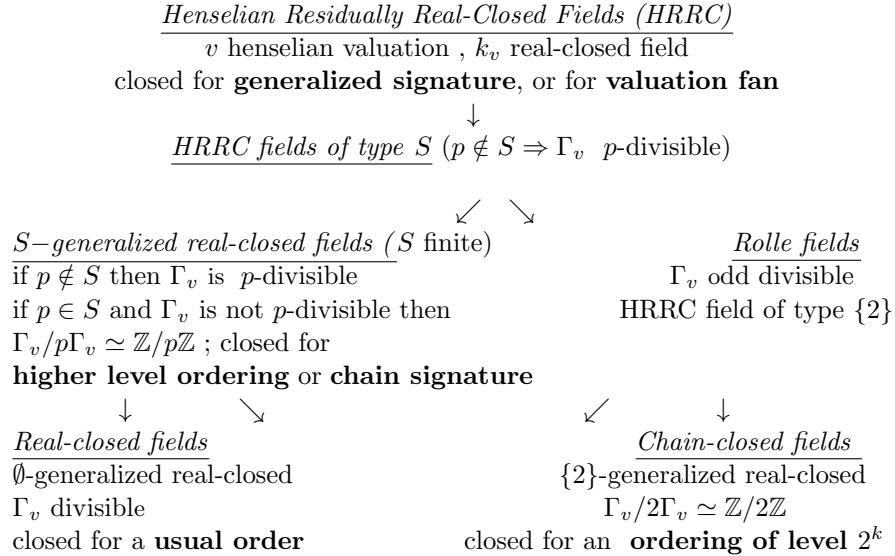 Henselian Residually Real-Closed Fields (HRRC)
v henselian valuation , k_v real-closed field
closed for generalized signature, or for valuation fan
↓
HRRC fields of type S (p ∉ S ⇒ Γ_v p-divisible)
↙ ↘
S−generalized real-closed fields (S finite)
if p ∉ S then Γ_v is p-divisible
if p ∈ S and Γ_v is not p-divisible then
Γ_v/pΓ_v ≃ ℤ/pℤ ; closed for
higher level ordering or chain signature
Rolle fields
Γ_v odd divisible
HRRC field of type {2}
↓ ↘ ↙ ↓
Real-closed fields
∅-generalized real-closed
Γ_v divisible
closed for a usual order
Chain-closed fields
{2}-generalized real-closed
Γ_v/2Γ_v ≃ ℤ/2ℤ
closed for an ordering of level 2^k